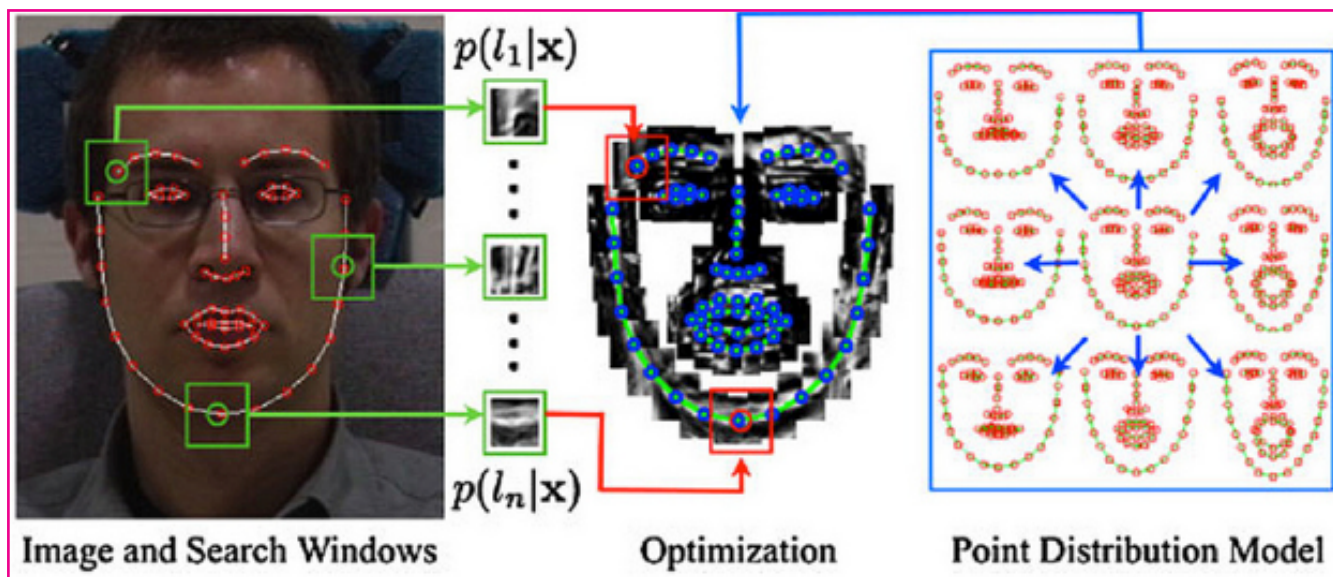 p(l₁|x)
p(lₙ|x)
Image and Search Windows
Optimization
Point Distribution Model